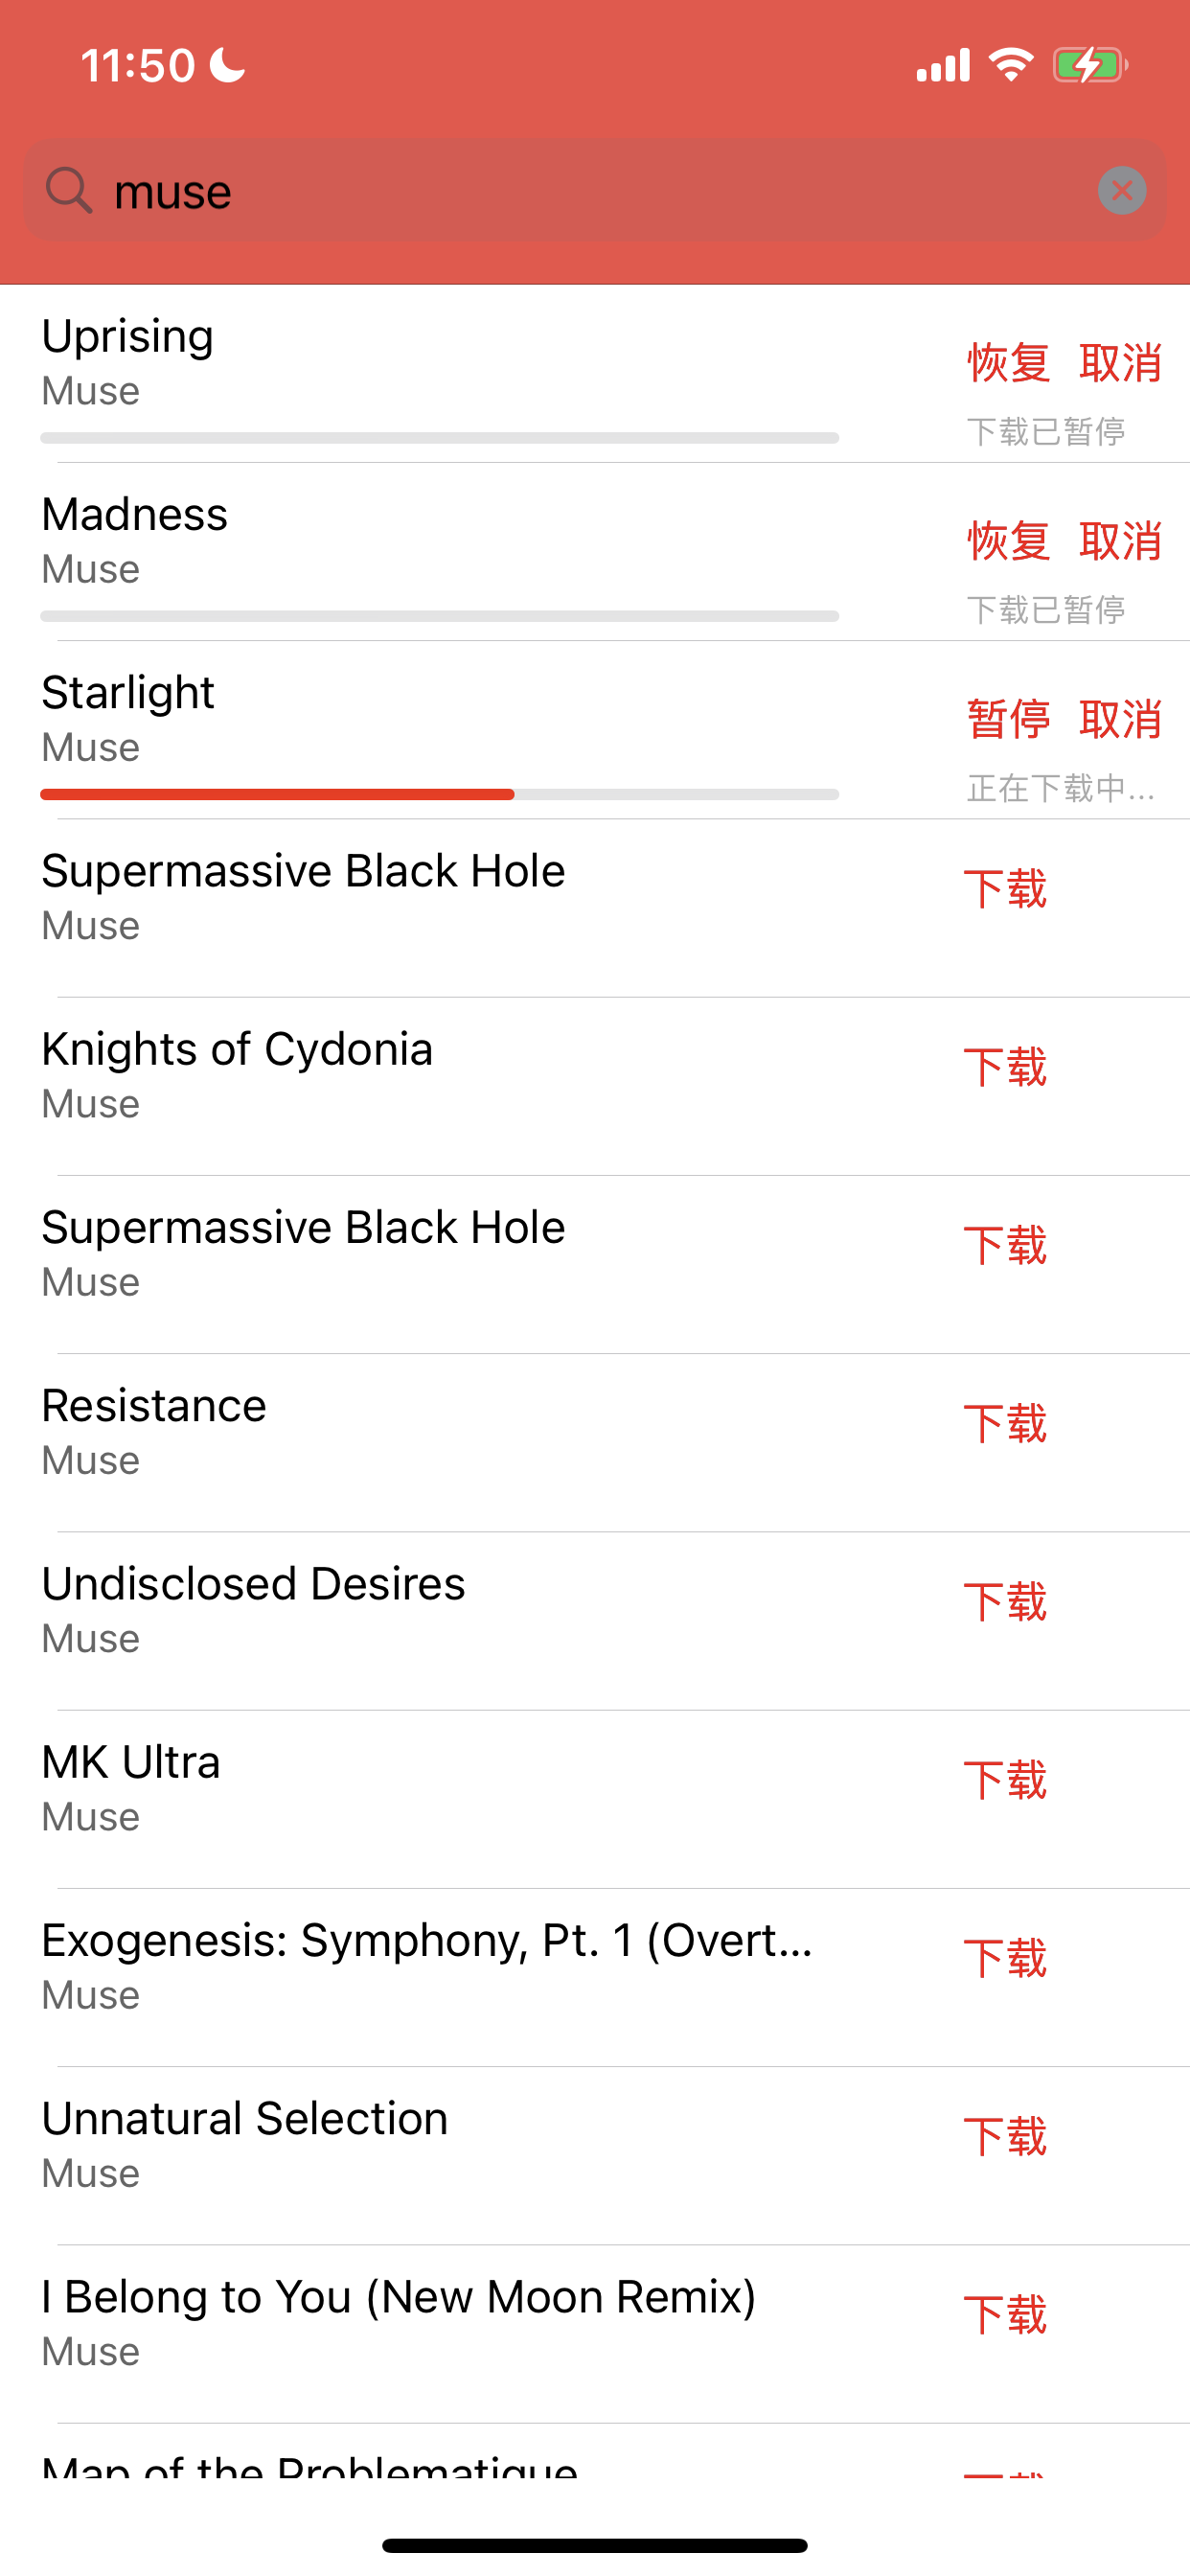 11:50
muse
Uprising
Muse
恢复 取消
下载已暂停
Madness
Muse
恢复 取消
下载已暂停
Starlight
Muse
暂停 取消
正在下载中...
Supermassive Black Hole
Muse
下载
Knights of Cydonia
Muse
下载
Supermassive Black Hole
Muse
下载
Resistance
Muse
下载
Undisclosed Desires
Muse
下载
MK Ultra
Muse
下载
Exogenesis: Symphony, Pt. 1 (Overt...
Muse
下载
Unnatural Selection
Muse
下载
I Belong to You (New Moon Remix)
Muse
下载
Map of the Problematique
下载